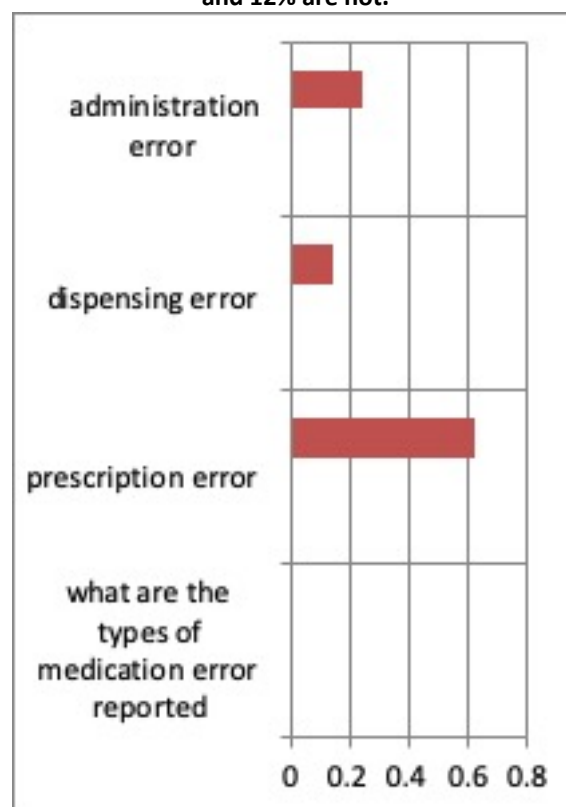 and 12% are not.
administration
error
dispensing error
prescription error
what are the
types of
medication error
reported
0 0.2 0.4 0.6 0.8